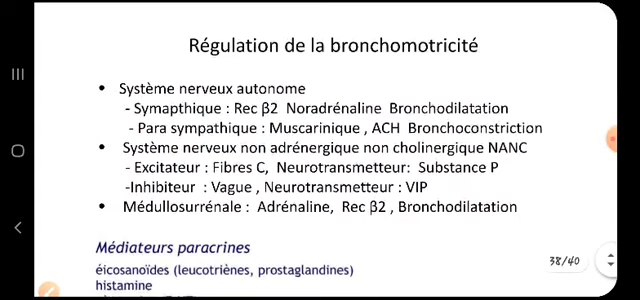 Régulation de la bronchomotricité
• Système nerveux autonome
- Symapthique : Rec β2 Noradrénaline Bronchodilatation
- Para sympathique : Muscarinique , ACH Bronchoconstriction
• Système nerveux non adrénergique non cholinergique NANC
- Excitateur : Fibres C, Neurotransmetteur: Substance P
-Inhibiteur : Vague , Neurotransmetteur : VIP
• Médullosurrénale : Adrénaline, Rec β2 , Bronchodilatation
Médiateurs paracrines
éicosanoïdes (leucotriènes, prostaglandines)
38/40
histamine